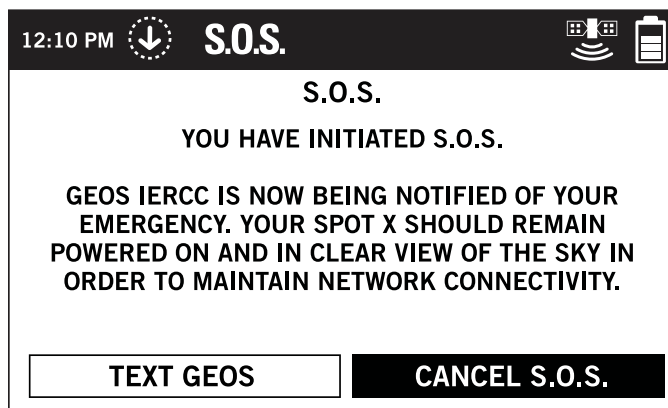 12:10 PM S.O.S.
S.O.S.
YOU HAVE INITIATED S.O.S.
GEOS IERCC IS NOW BEING NOTIFIED OF YOUR
EMERGENCY. YOUR SPOT X SHOULD REMAIN
POWERED ON AND IN CLEAR VIEW OF THE SKY IN
ORDER TO MAINTAIN NETWORK CONNECTIVITY.
TEXT GEOS CANCEL S.O.S.